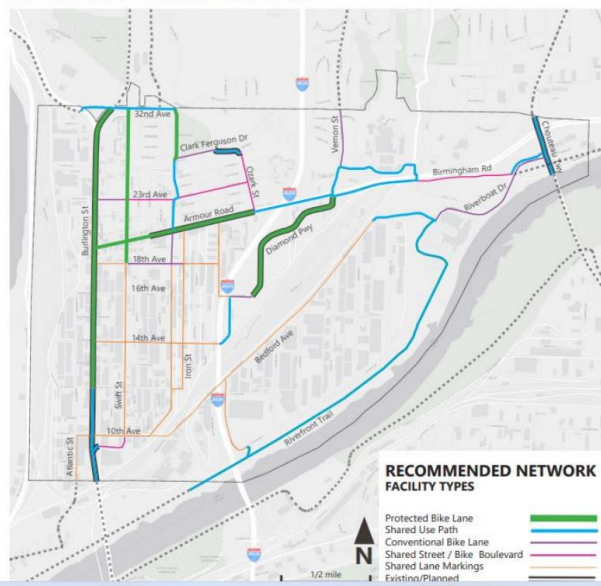 32nd Ave
Clark Ferguson Dr
Vernon St
Chouteau Fwy
Birmingham Rd
Ozark St
23rd Ave
Riverboat Dr
Armour Road
Burlington St
Diamond Pwy
18th Ave
16th Ave
14th Ave
Bedford Ave
Iron St
Swift St
10th Ave
Atlantic St
Riverfront Trail
RECOMMENDED NETWORK
FACILITY TYPES
Protected Bike Lane
Shared Use Path
Conventional Bike Lane
Shared Street / Bike Boulevard
Shared Lane Markings
Existing/Planned
N
1/2 mile